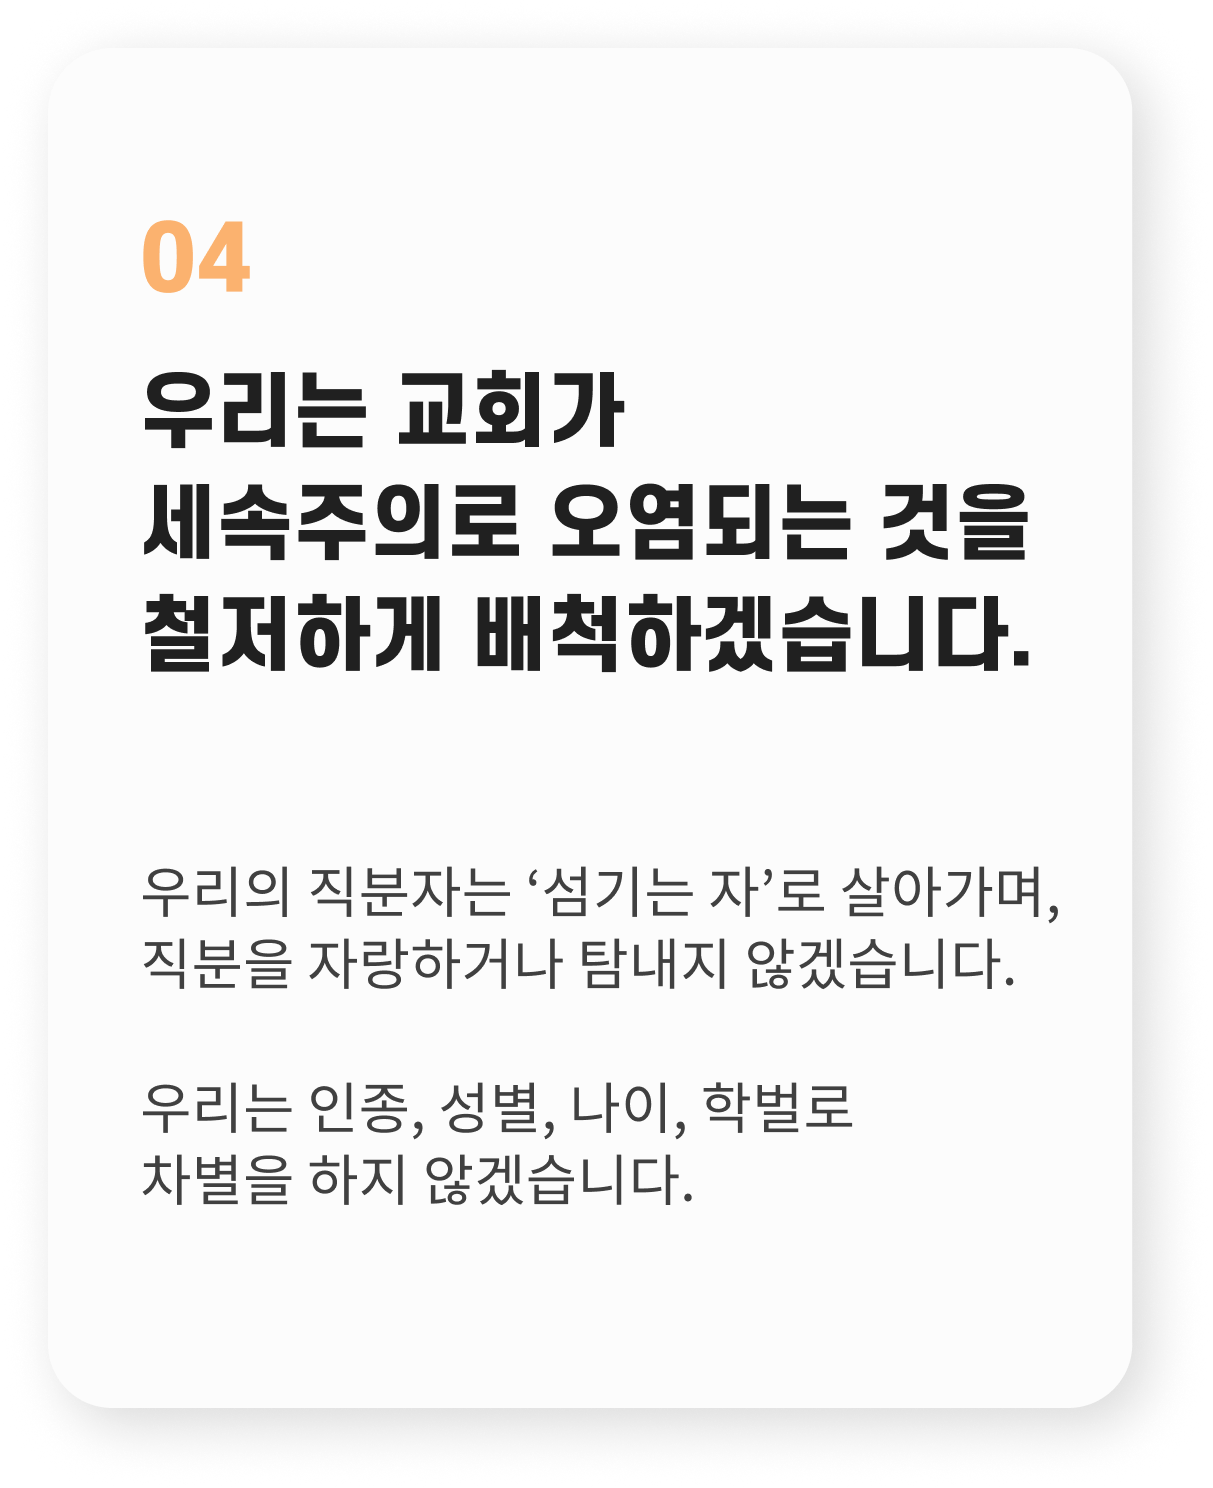 04
우리는 교회가
세속주의로 오염되는 것을
철저하게 배척하겠습니다.
우리의 직분자는 ‘섬기는 자’로 살아가며,
직분을 자랑하거나 탐내지 않겠습니다.
우리는 인종, 성별, 나이, 학벌로
차별을 하지 않겠습니다.